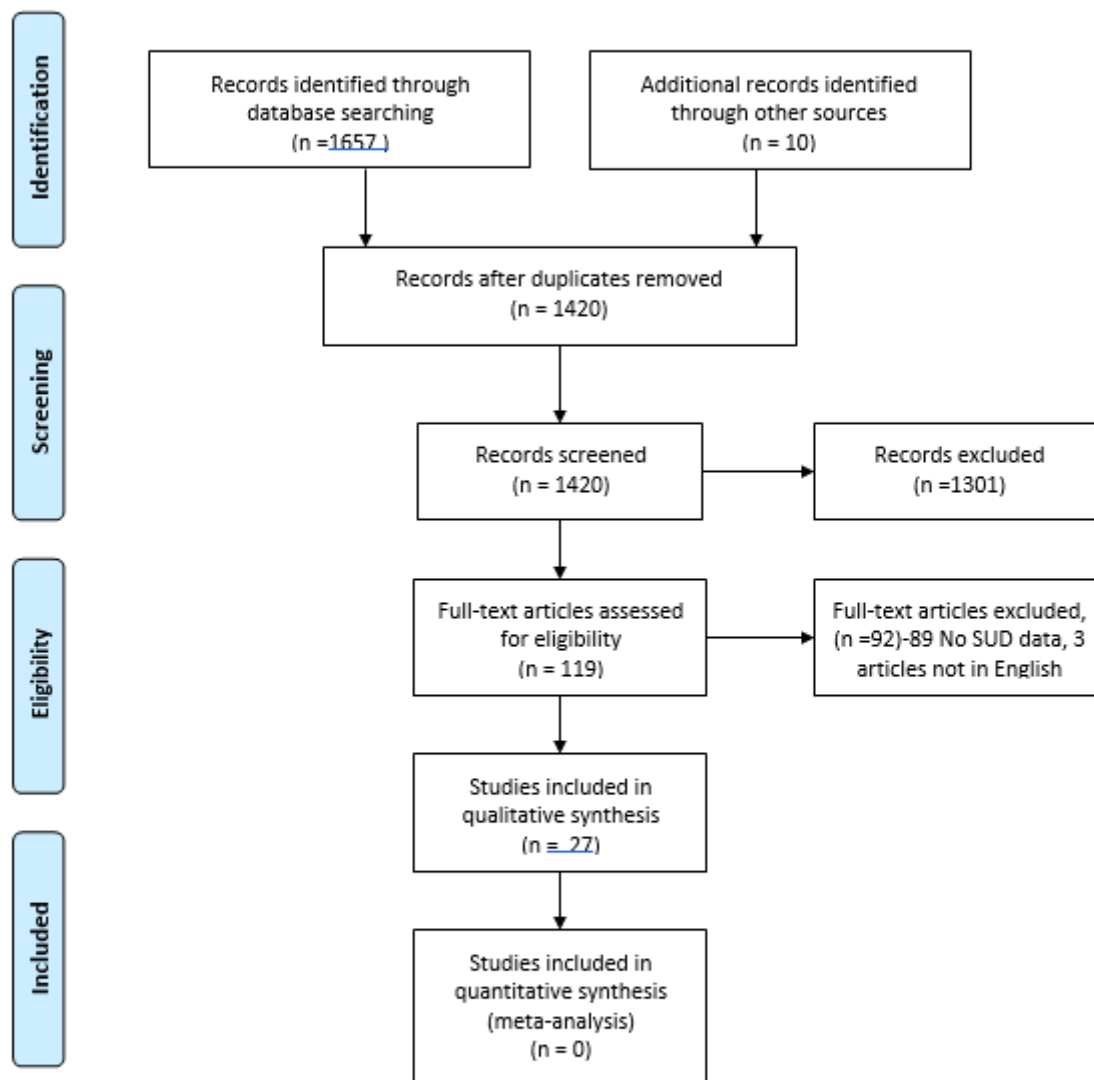 Identification
Records identified through
database searching
(n =1657 )
Additional records identified
through other sources
(n = 10)
Records after duplicates removed
(n = 1420)
Screening
Records screened
(n = 1420)
Records excluded
(n =1301)
Eligibility
Full-text articles assessed
for eligibility
(n = 119)
Full-text articles excluded,
(n =92)-89 No SUD data, 3
articles not in English
Studies included in
qualitative synthesis
(n = 27)
Included
Studies included in
quantitative synthesis
(meta-analysis)
(n = 0)